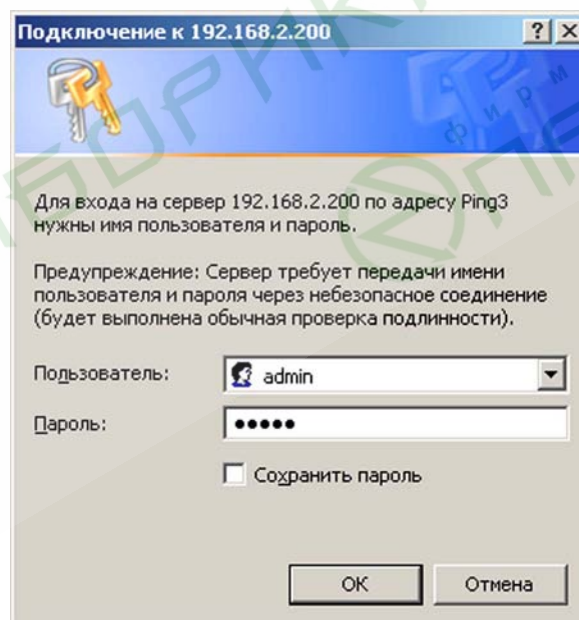 Подключение к 192.168.2.200
Для входа на сервер 192.168.2.200 по адресу Ping3
нужны имя пользователя и пароль.
Предупреждение: Сервер требует передачи имени
пользователя и пароля через небезопасное соединение
(будет выполнена обычная проверка подлинности).
Пользователь:
admin
Пароль:
•••••
Сохранить пароль
OK
Отмена